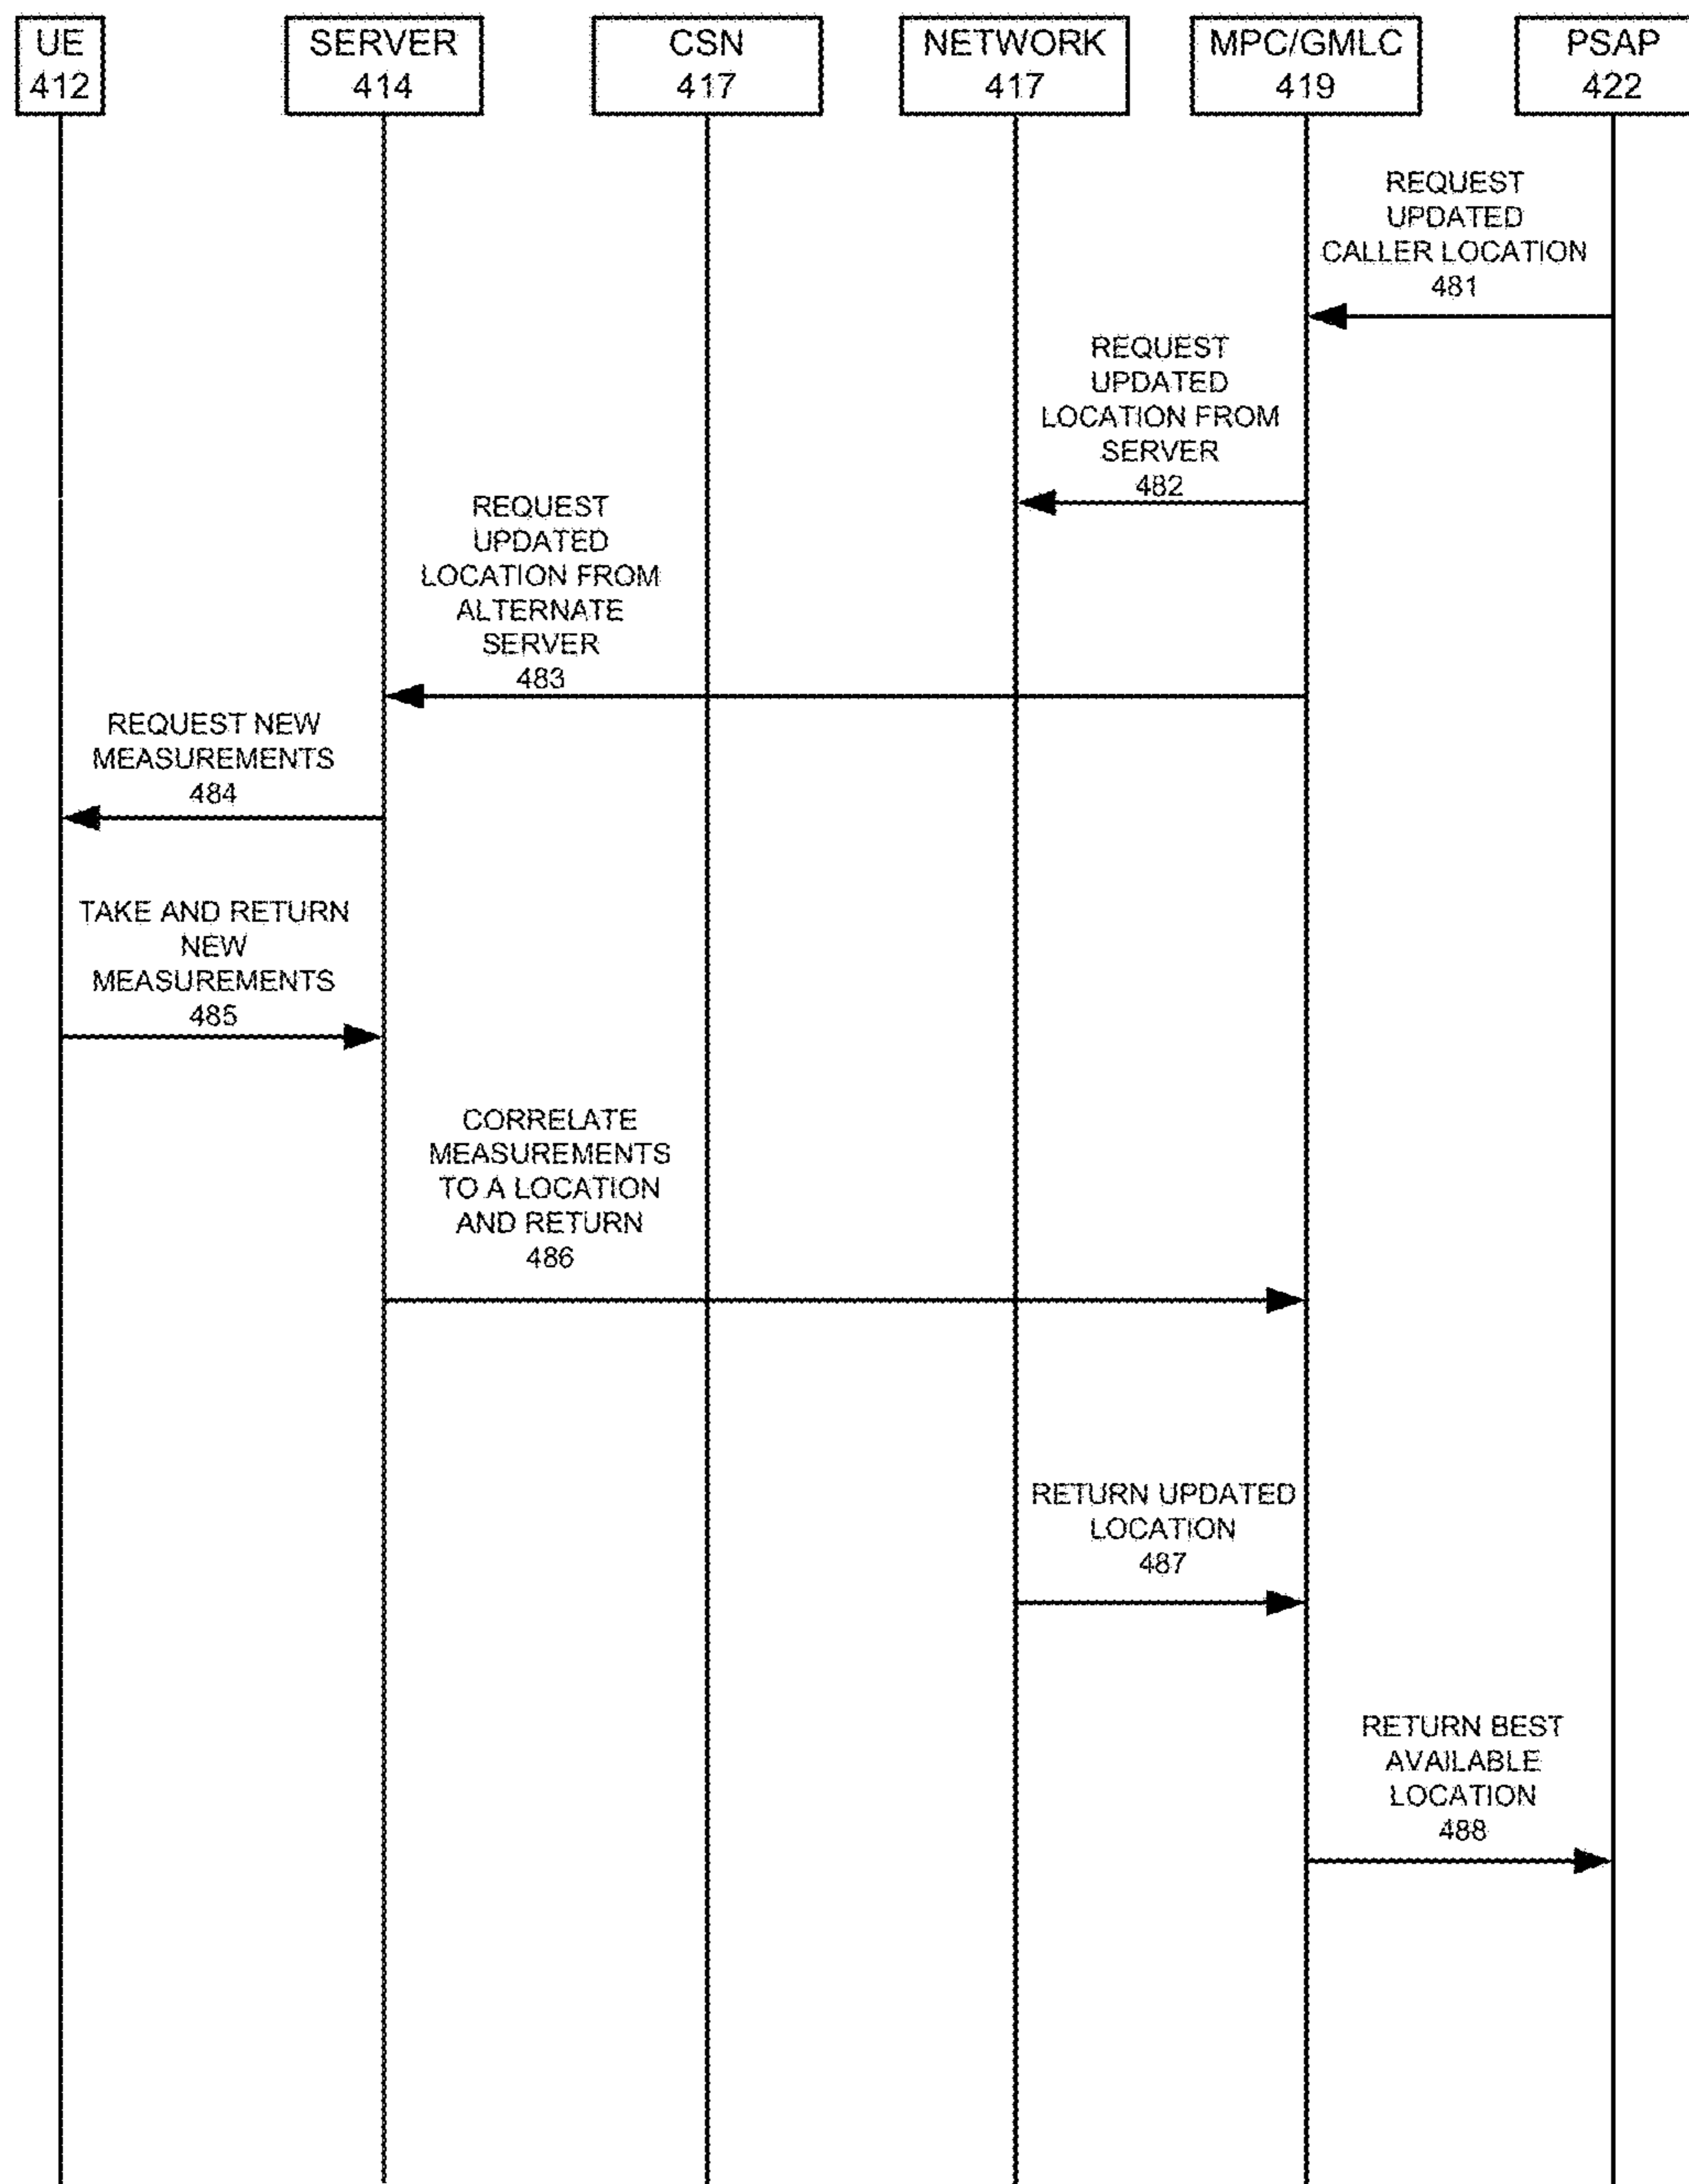 UE
412
SERVER
414
CSN
417
NETWORK
417
MPC/GMLC
419
PSAP
422
REQUEST
UPDATED
CALLER LOCATION
481
REQUEST
UPDATED
LOCATION FROM
SERVER
482
REQUEST
UPDATED
LOCATION FROM
ALTERNATE
SERVER
483
REQUEST NEW
MEASUREMENTS
484
TAKE AND RETURN
NEW
MEASUREMENTS
485
CORRELATE
MEASUREMENTS
TO A LOCATION
AND RETURN
486
RETURN UPDATED
LOCATION
487
RETURN BEST
AVAILABLE
LOCATION
488